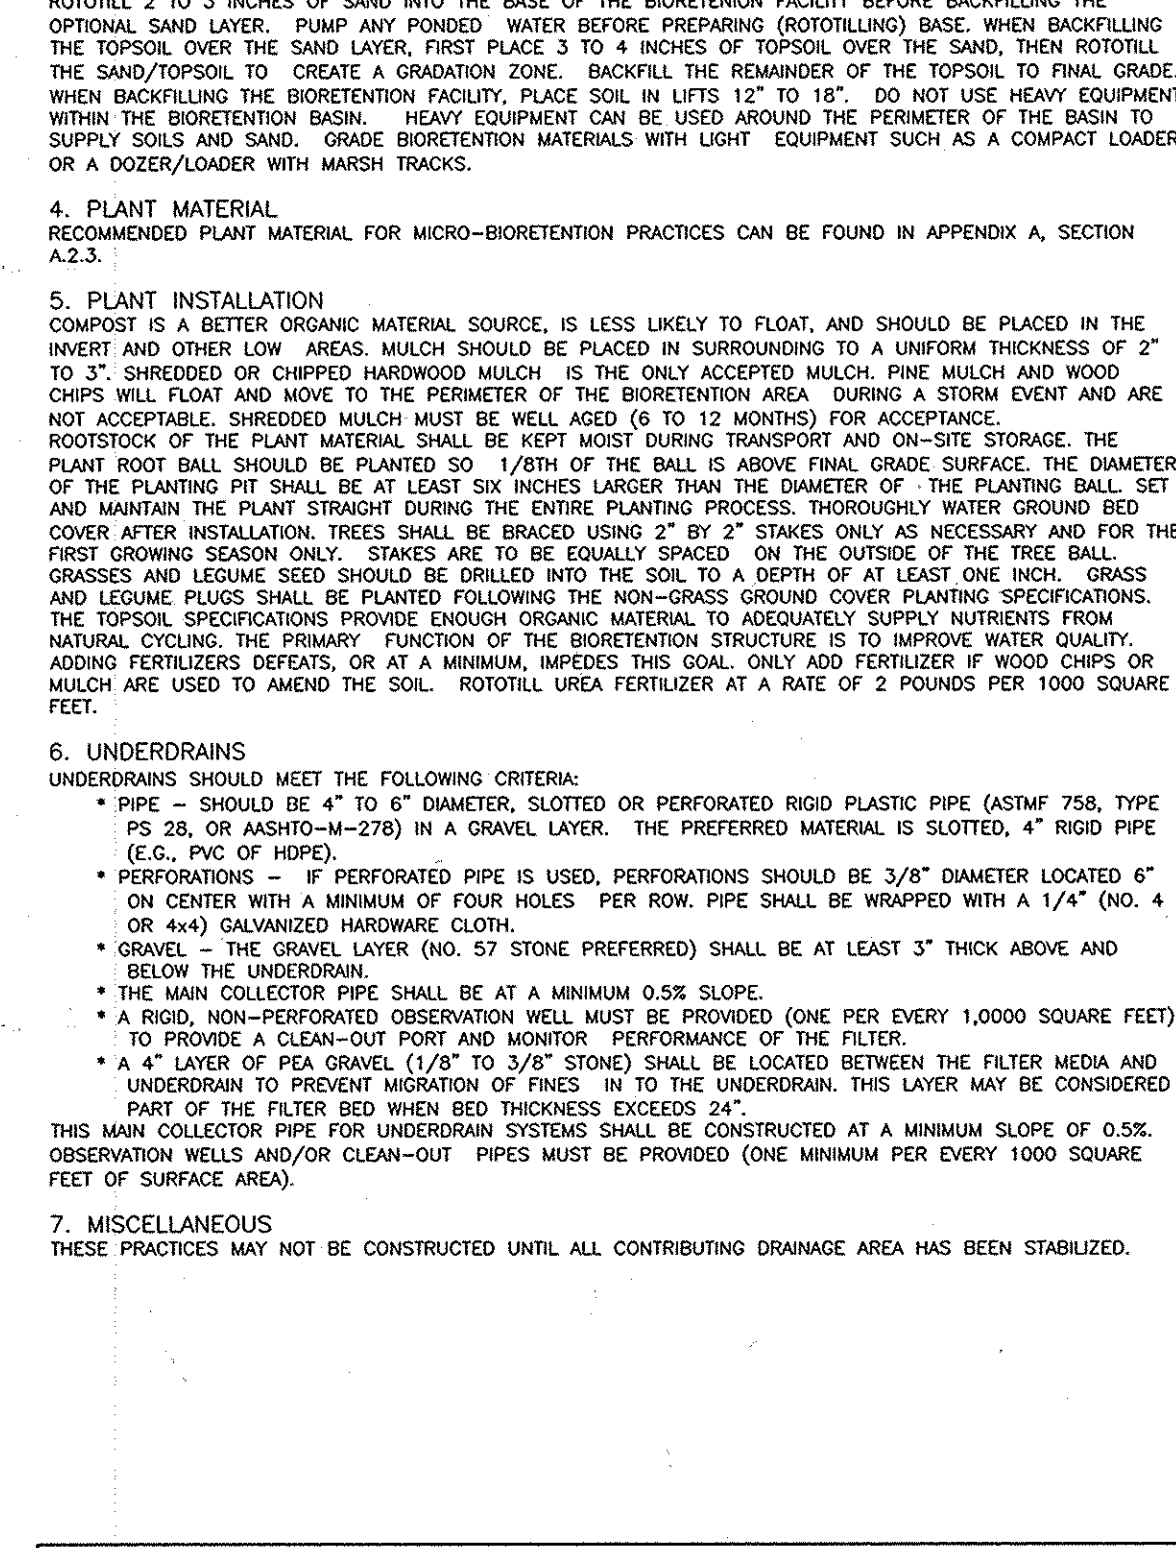 ROTOTILL 2 TO 3 INCHES OF SAND INTO THE BASE OF THE BIORETENION FACILITY BEFORE BACKFILLING THE
OPTIONAL SAND LAYER. PUMP ANY PONDED WATER BEFORE PREPARING (ROTOTILLING) BASE. WHEN BACKFILLING
THE TOPSOIL OVER THE SAND LAYER, FIRST PLACE 3 TO 4 INCHES OF TOPSOIL OVER THE SAND, THEN ROTOTILL
THE SAND/TOPSOIL TO CREATE A GRADATION ZONE. BACKFILL THE REMAINDER OF THE TOPSOIL TO FINAL GRADE.
WHEN BACKFILLING THE BIORETENTION FACILITY, PLACE SOIL IN LIFTS 12" TO 18". DO NOT USE HEAVY EQUIPMENT
WITHIN THE BIORETENTION BASIN. HEAVY EQUIPMENT CAN BE USED AROUND THE PERIMETER OF THE BASIN TO
SUPPLY SOILS AND SAND. GRADE BIORETENTION MATERIALS WITH LIGHT EQUIPMENT SUCH AS A COMPACT LOADER
OR A DOZER/LOADER WITH MARSH TRACKS.
4. PLANT MATERIAL
RECOMMENDED PLANT MATERIAL FOR MICRO-BIORETENTION PRACTICES CAN BE FOUND IN APPENDIX A, SECTION
A.2.3.
5. PLANT INSTALLATION
COMPOST IS A BETTER ORGANIC MATERIAL SOURCE, IS LESS LIKELY TO FLOAT, AND SHOULD BE PLACED IN THE
INVERT AND OTHER LOW AREAS. MULCH SHOULD BE PLACED IN SURROUNDING TO A UNIFORM THICKNESS OF 2"
TO 3". SHREDDED OR CHIPPED HARDWOOD MULCH IS THE ONLY ACCEPTED MULCH. PINE MULCH AND WOOD
CHIPS WILL FLOAT AND MOVE TO THE PERIMETER OF THE BIORETENTION AREA DURING A STORM EVENT AND ARE
NOT ACCEPTABLE. SHREDDED MULCH MUST BE WELL AGED (6 TO 12 MONTHS) FOR ACCEPTANCE.
ROOTSTOCK OF THE PLANT MATERIAL SHALL BE KEPT MOIST DURING TRANSPORT AND ON-SITE STORAGE. THE
PLANT ROOT BALL SHOULD BE PLANTED SO 1/8TH OF THE BALL IS ABOVE FINAL GRADE SURFACE. THE DIAMETER
OF THE PLANTING PIT SHALL BE AT LEAST SIX INCHES LARGER THAN THE DIAMETER OF THE PLANTING BALL. SET
AND MAINTAIN THE PLANT STRAIGHT DURING THE ENTIRE PLANTING PROCESS. THOROUGHLY WATER GROUND BED
COVER AFTER INSTALLATION. TREES SHALL BE BRACED USING 2" BY 2" STAKES ONLY AS NECESSARY AND FOR THE
FIRST GROWING SEASON ONLY. STAKES ARE TO BE EQUALLY SPACED ON THE OUTSIDE OF THE TREE BALL.
GRASSES AND LEGUME SEED SHOULD BE DRILLED INTO THE SOIL TO A DEPTH OF AT LEAST ONE INCH. GRASS
AND LEGUME PLUGS SHALL BE PLANTED FOLLOWING THE NON-GRASS GROUND COVER PLANTING SPECIFICATIONS.
THE TOPSOIL SPECIFICATIONS PROVIDE ENOUGH ORGANIC MATERIAL TO ADEQUATELY SUPPLY NUTRIENTS FROM
NATURAL CYCLING. THE PRIMARY FUNCTION OF THE BIORETENTION STRUCTURE IS TO IMPROVE WATER QUALITY.
ADDING FERTILIZERS DEFEATS, OR AT A MINIMUM, IMPEDES THIS GOAL. ONLY ADD FERTILIZER IF WOOD CHIPS OR
MULCH ARE USED TO AMEND THE SOIL. ROTOTILL UREA FERTILIZER AT A RATE OF 2 POUNDS PER 1000 SQUARE
FEET.
6. UNDERDRAINS
UNDERDRAINS SHOULD MEET THE FOLLOWING CRITERIA:
* PIPE - SHOULD BE 4" TO 6" DIAMETER, SLOTTED OR PERFORATED RIGID PLASTIC PIPE (ASTMF 758, TYPE
PS 28, OR AASHTO-M-278) IN A GRAVEL LAYER. THE PREFERRED MATERIAL IS SLOTTED, 4" RIGID PIPE
(E.G., PVC OF HDPE).
* PERFORATIONS - IF PERFORATED PIPE IS USED, PERFORATIONS SHOULD BE 3/8" DIAMETER LOCATED 6"
ON CENTER WITH A MINIMUM OF FOUR HOLES PER ROW. PIPE SHALL BE WRAPPED WITH A 1/4" (NO. 4
OR 4x4) GALVANIZED HARDWARE CLOTH.
* GRAVEL - THE GRAVEL LAYER (NO. 57 STONE PREFERRED) SHALL BE AT LEAST 3" THICK ABOVE AND
BELOW THE UNDERDRAIN.
* THE MAIN COLLECTOR PIPE SHALL BE AT A MINIMUM 0.5% SLOPE.
* A RIGID, NON-PERFORATED OBSERVATION WELL MUST BE PROVIDED (ONE PER EVERY 1,0000 SQUARE FEET)
TO PROVIDE A CLEAN-OUT PORT AND MONITOR PERFORMANCE OF THE FILTER.
* A 4" LAYER OF PEA GRAVEL (1/8" TO 3/8" STONE) SHALL BE LOCATED BETWEEN THE FILTER MEDIA AND
UNDERDRAIN TO PREVENT MIGRATION OF FINES IN TO THE UNDERDRAIN. THIS LAYER MAY BE CONSIDERED
PART OF THE FILTER BED WHEN BED THICKNESS EXCEEDS 24".
THIS MAIN COLLECTOR PIPE FOR UNDERDRAIN SYSTEMS SHALL BE CONSTRUCTED AT A MINIMUM SLOPE OF 0.5%.
OBSERVATION WELLS AND/OR CLEAN-OUT PIPES MUST BE PROVIDED (ONE MINIMUM PER EVERY 1000 SQUARE
FEET OF SURFACE AREA).
7. MISCELLANEOUS
THESE PRACTICES MAY NOT BE CONSTRUCTED UNTIL ALL CONTRIBUTING DRAINAGE AREA HAS BEEN STABILIZED.